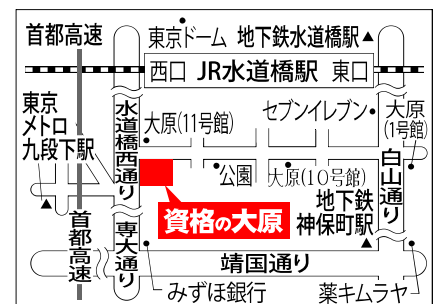 首都高速
東京ドーム
地下鉄水道橋駅▲
西口 JR水道橋駅 東口
東京
メトロ
九段下駅
水道橋西通り
大原(11号館)
セブンイレブン
大原
(1号館)
白山通り
公園
大原(10号館)
資格の大原
地下鉄
神保町駅
首都高速
専大通り
靖国通り
みずほ銀行
薬キムラヤ